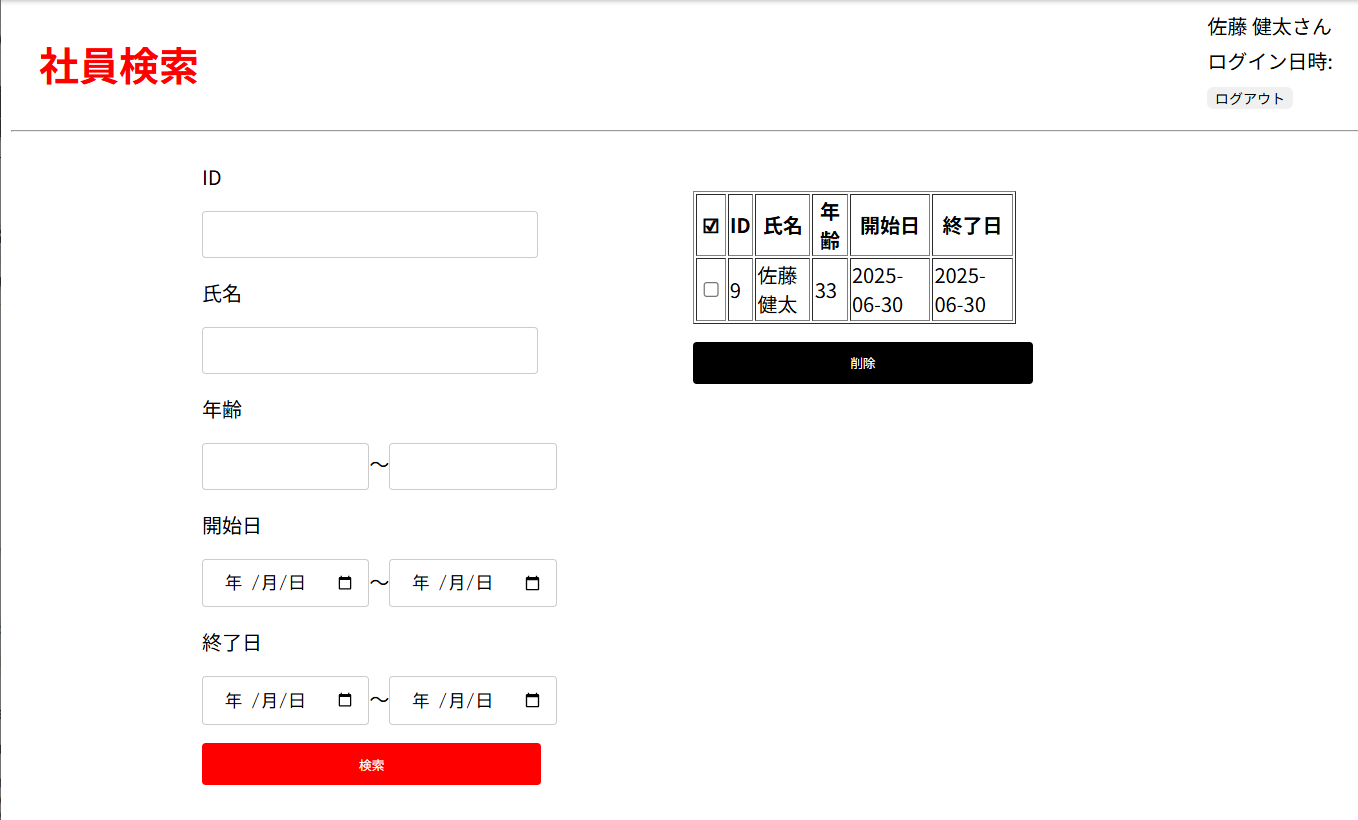 社員検索
佐藤 健太さん
ログイン日時:
ログアウト
ID
氏名
年齢
～
開始日
年 /月/日 ～ 年 /月/日
終了日
年 /月/日 ～ 年 /月/日
検索
☑ ID 氏名 年齢 開始日 終了日
9 佐藤 健太 33 2025-06-30 2025-06-30
削除